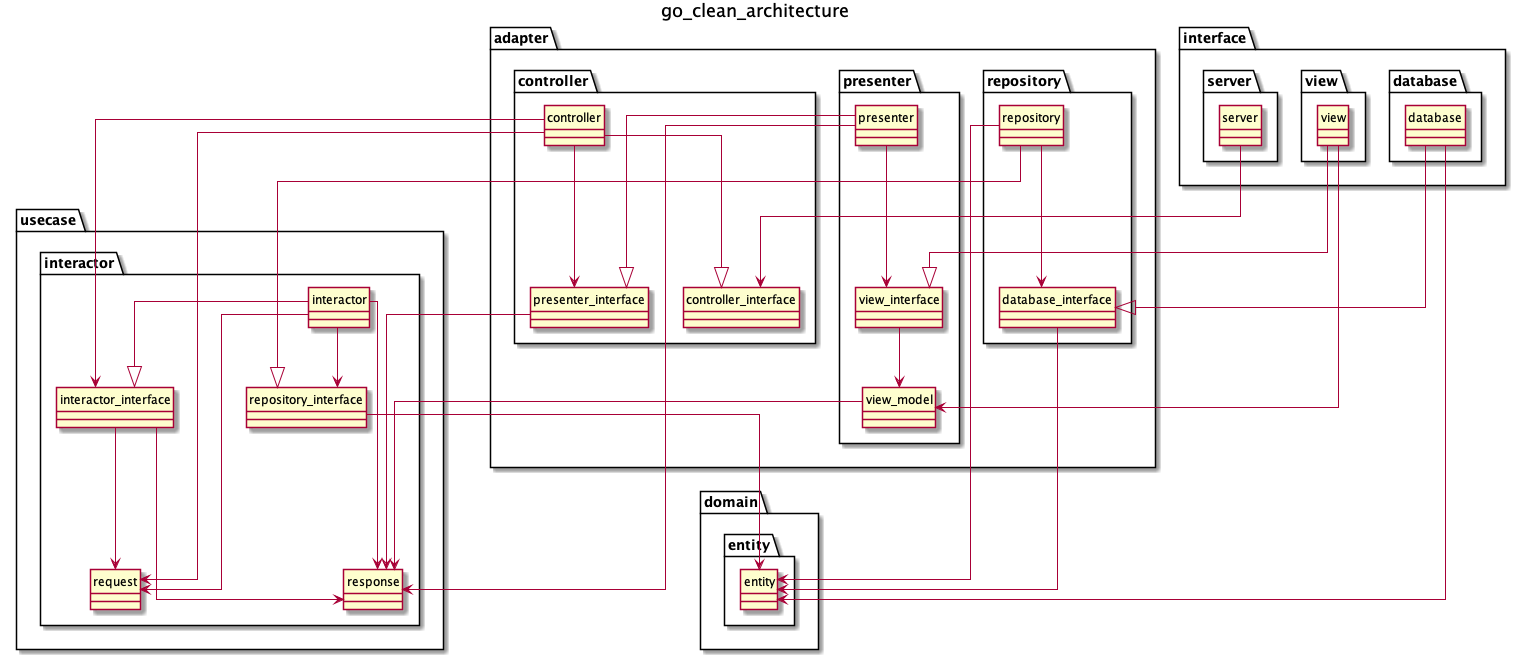 go_clean_architecture
adapter
interface
controller
presenter
repository
server
view
database
controller
presenter
repository
server
view
database
usecase
interactor
interactor
presenter_interface
controller_interface
view_interface
database_interface
interactor_interface
repository_interface
view_model
domain
entity
request
response
entity